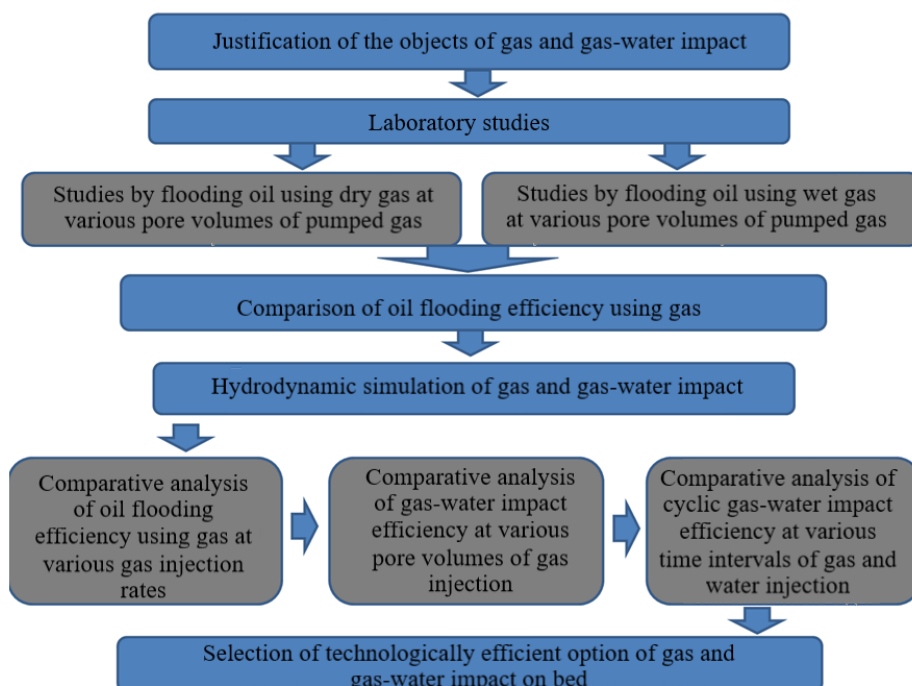 Justification of the objects of gas and gas-water impact
Laboratory studies
Studies by flooding oil using dry gas at
various pore volumes of pumped gas
Studies by flooding oil using wet gas
at various pore volumes of pumped gas
Comparison of oil flooding efficiency using gas
Hydrodynamic simulation of gas and gas-water impact
Comparative analysis
of oil flooding
efficiency using gas at
various gas injection
rates
Comparative analysis
of gas-water impact
efficiency at various
pore volumes of gas
injection
Comparative analysis of
cyclic gas-water impact
efficiency at various
time intervals of gas and
water injection
Selection of technologically efficient option of gas and
gas-water impact on bed